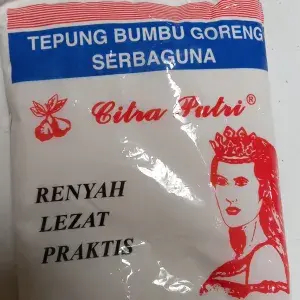 TEPUNG BUMBU GORENG
SERBAGUNA
Citra Putri®
RENYAH
LEZAT
PRAKTIS